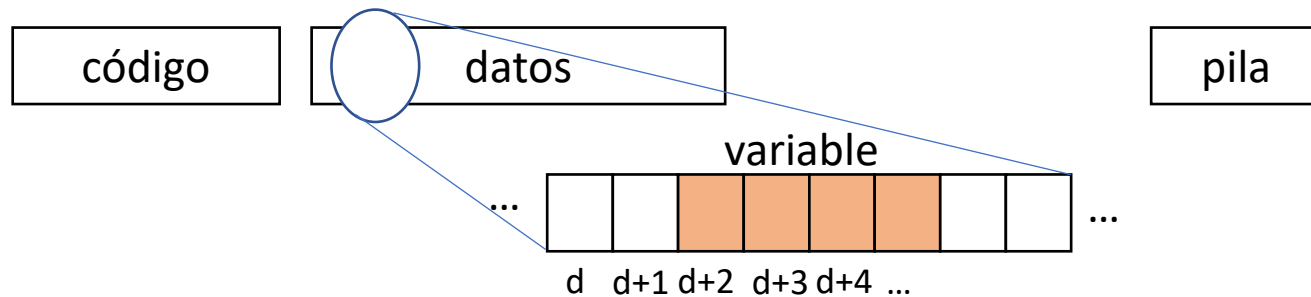 código datos pila
variable
... ...
d d+1 d+2 d+3 d+4 ...